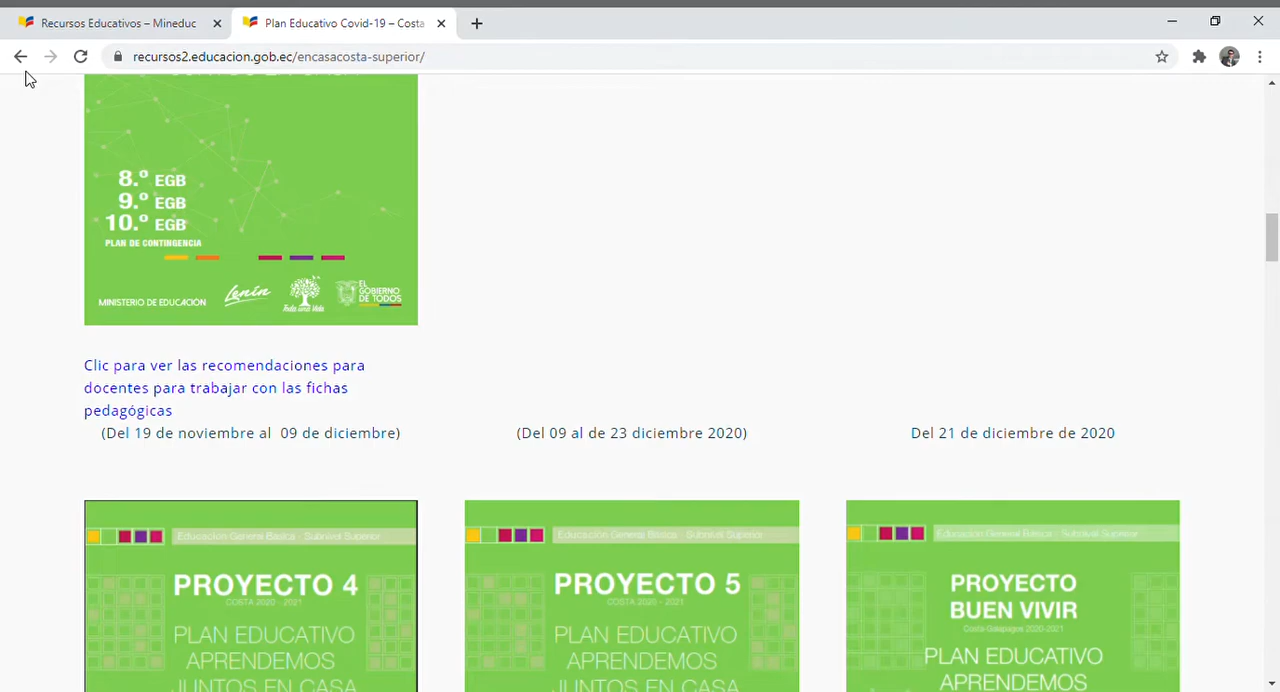 Recursos Educativos – Mineduc
Plan Educativo Covid-19 – Costa
recursos2.educacion.gob.ec/encasacosta-superior/
8.º EGB
9.º EGB
10.º EGB
PLAN DE CONTINGENCIA
MINISTERIO DE EDUCACIÓN
Lenín
Toda una Vida
EL GOBIERNO
DE TODOS
Clic para ver las recomendaciones para
docentes para trabajar con las fichas
pedagógicas
(Del 19 de noviembre al 09 de diciembre)
(Del 09 al de 23 diciembre 2020)
Del 21 de diciembre de 2020
Educación General Básica - Subnivel Superior
PROYECTO 4
COSTA 2020 - 2021
PLAN EDUCATIVO
APRENDEMOS
JUNTOS EN CASA
Educación General Básica - Subnivel Superior
PROYECTO 5
COSTA 2020 - 2021
PLAN EDUCATIVO
APRENDEMOS
JUNTOS EN CASA
Educación General Básica - Subnivel Superior
PROYECTO
BUEN VIVIR
Costa-Galápagos 2020-2021
PLAN EDUCATIVO
APRENDEMOS